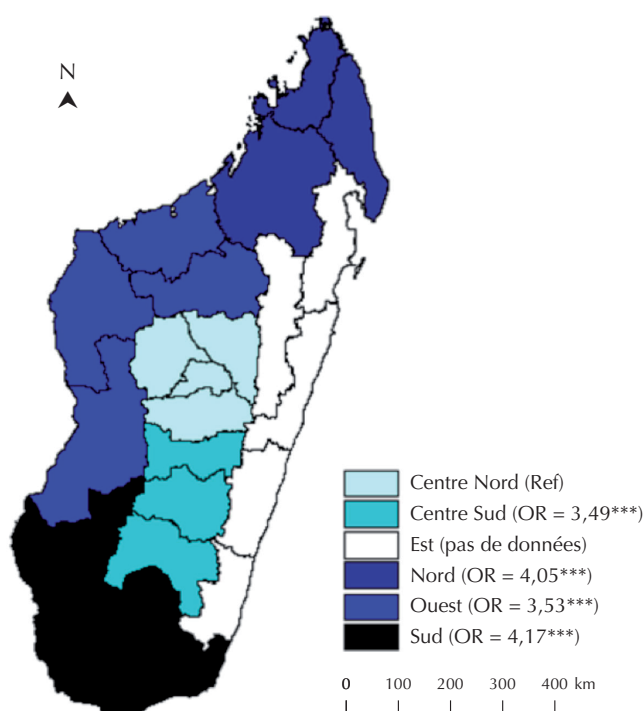 N
Centre Nord (Ref)
Centre Sud (OR = 3,49***)
Est (pas de données)
Nord (OR = 4,05***)
Ouest (OR = 3,53***)
Sud (OR = 4,17***)
0 100 200 300 400 km